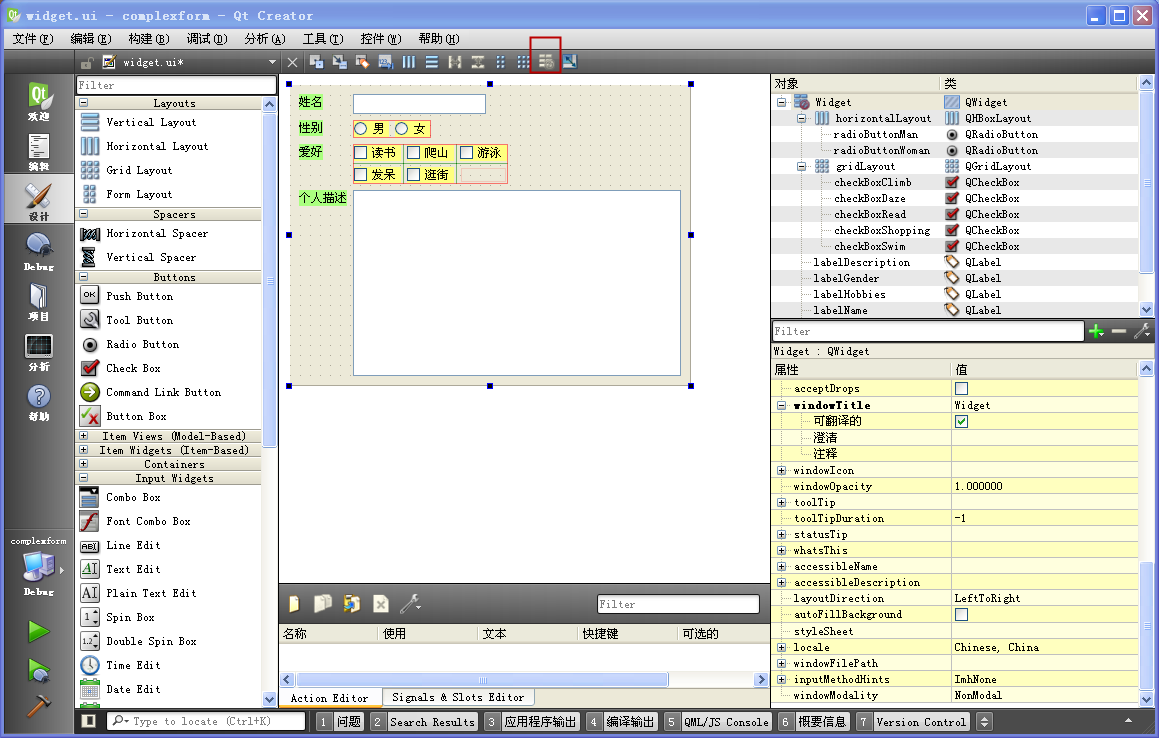 widget.ui - complexform - Qt Creator
文件(F) 编辑(E) 构建(B) 调试(D) 分析(A) 工具(T) 控件(W) 帮助(H)
widget.ui*
欢迎
编辑
设计
Debug
项目
分析
帮助
complexform
Debug
Filter
Layouts
Vertical Layout
Horizontal Layout
Grid Layout
Form Layout
Spacers
Horizontal Spacer
Vertical Spacer
Buttons
Push Button
Tool Button
Radio Button
Check Box
Command Link Button
Button Box
Item Views (Model-Based)
Item Widgets (Item-Based)
Containers
Input Widgets
Combo Box
Font Combo Box
Line Edit
Text Edit
Plain Text Edit
Spin Box
Double Spin Box
Time Edit
Date Edit
姓名
性别 男 女
爱好 读书 爬山 游泳
发呆 逛街
个人描述
Filter
名称 使用 文本 快捷键 可选的
Action Editor Signals & Slots Editor
对象 类
Widget QWidget
horizontalLayout QHBoxLayout
radioButtonMan QRadioButton
radioButtonWoman QRadioButton
gridLayout QGridLayout
checkBoxClimb QCheckBox
checkBoxDaze QCheckBox
checkBoxRead QCheckBox
checkBoxShopping QCheckBox
checkBoxSwim QCheckBox
labelDescription QLabel
labelGender QLabel
labelHobbies QLabel
labelName QLabel
Filter
Widget : QWidget
属性 值
acceptDrops
windowTitle Widget
可翻译的
澄清
注释
windowIcon
windowOpacity 1.000000
toolTip
toolTipDuration -1
statusTip
whatsThis
accessibleName
accessibleDescription
layoutDirection LeftToRight
autoFillBackground
styleSheet
locale Chinese, China
windowFilePath
inputMethodHints ImhNone
windowModality NonModal
Type to locate (Ctrl+K) 1 问题 2 Search Results 3 应用程序输出 4 编译输出 5 QML/JS Console 6 概要信息 7 Version Control